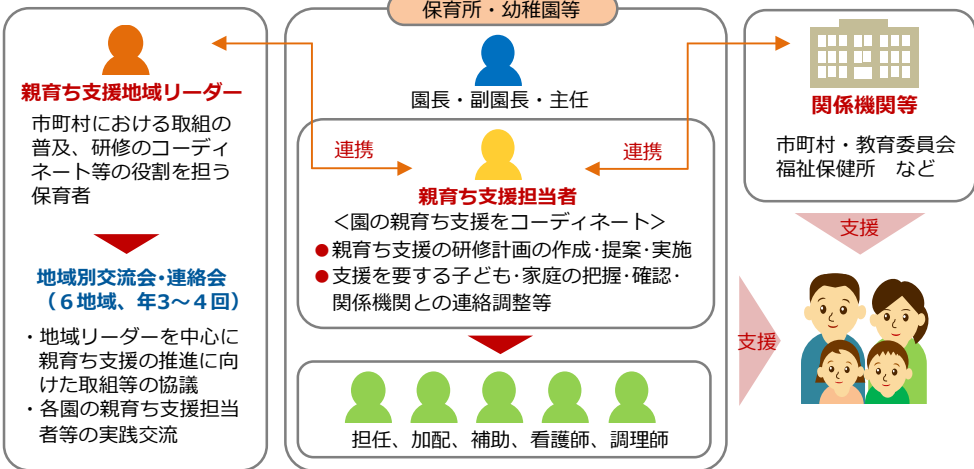 保育所・幼稚園等
親育ち支援地域リーダー
市町村における取組の
普及、研修のコーディ
ネート等の役割を担う
保育者
地域別交流会・連絡会
（６地域、年3～４回）
・地域リーダーを中心に
親育ち支援の推進に向
けた取組等の協議
・各園の親育ち支援担当
者等の実践交流
園長・副園長・主任
連携
連携
親育ち支援担当者
＜園の親育ち支援をコーディネート＞
●親育ち支援の研修計画の作成・提案・実施
●支援を要する子ども・家庭の把握・確認・
関係機関との連絡調整等
担任、加配、補助、看護師、調理師
関係機関等
市町村・教育委員会
福祉保健所　など
支援
支援